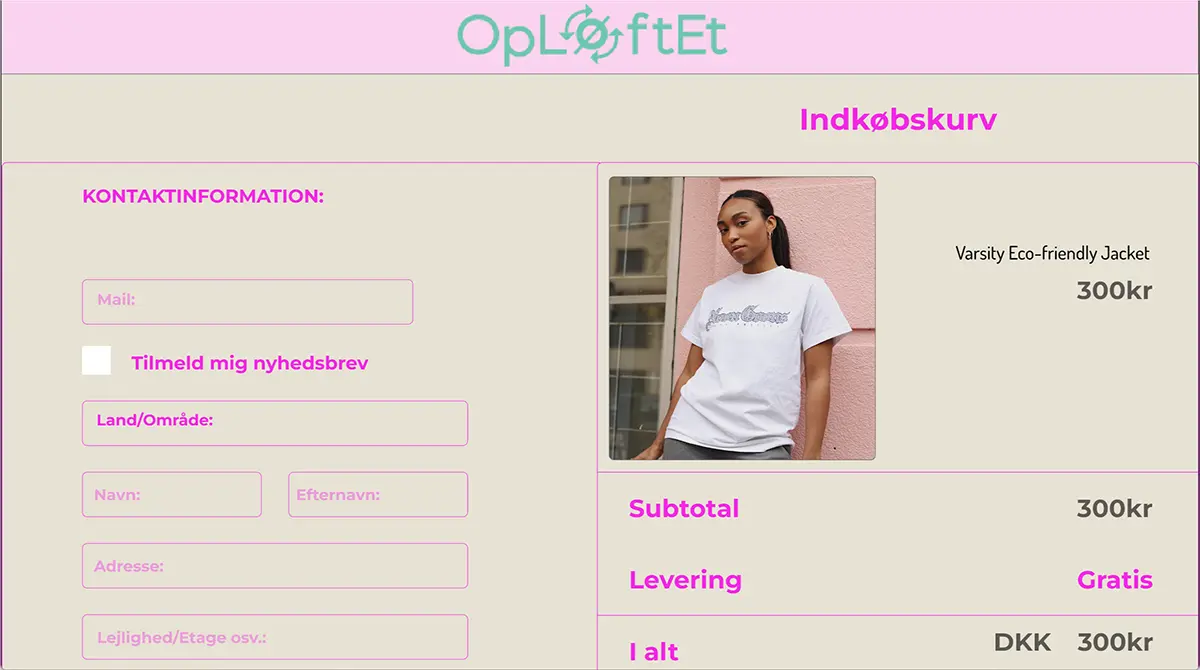 OpLøftEt
Indkøbskurv
KONTAKTINFORMATION:
Mail:
Tilmeld mig nyhedsbrev
Land/Område:
Navn:
Efternavn:
Adresse:
Lejlighed/Etage osv.:
Varsity Eco-friendly Jacket
300kr
Subtotal
300kr
Levering
Gratis
I alt
DKK 300kr